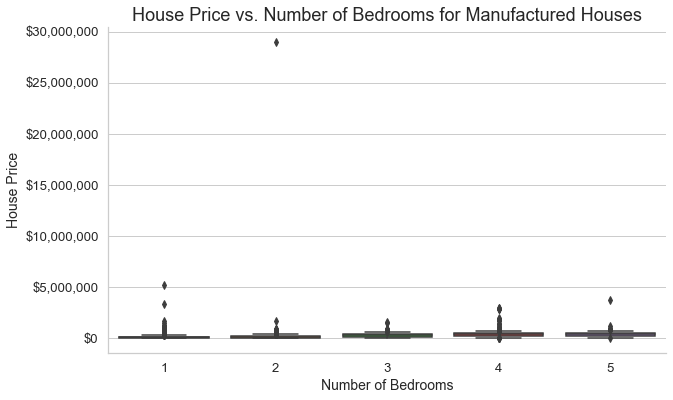 House Price vs. Number of Bedrooms for Manufactured Houses
$30,000,000
$25,000,000
$20,000,000
$15,000,000
$10,000,000
$5,000,000
$0
House Price
1 2 3 4 5
Number of Bedrooms